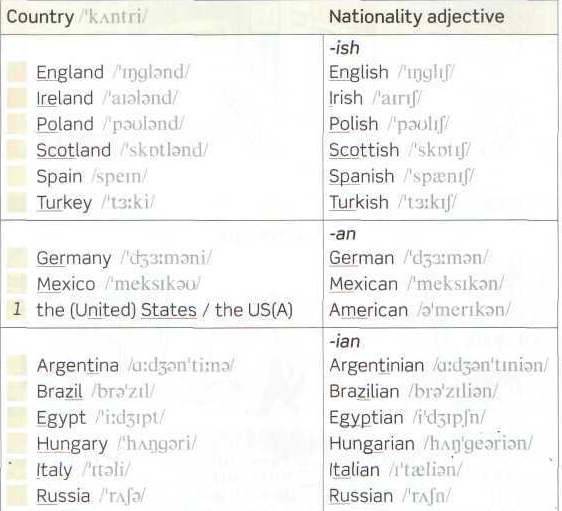 Country /ˈkʌntri/ Nationality adjective
-ish
England /ˈɪŋɡlənd/ English /ˈɪŋɡlɪʃ/
Ireland /ˈaɪələnd/ Irish /ˈaɪrɪʃ/
Poland /ˈpəʊlənd/ Polish /ˈpəʊlɪʃ/
Scotland /ˈskɒtlənd/ Scottish /ˈskɒtɪʃ/
Spain /speɪn/ Spanish /ˈspænɪʃ/
Turkey /ˈtɜːki/ Turkish /ˈtɜːkɪʃ/
-an
Germany /ˈdʒɜːməni/ German /ˈdʒɜːmən/
Mexico /ˈmeksɪkəʊ/ Mexican /ˈmeksɪkən/
1 the (United) States / the US(A) American /əˈmerɪkən/
-ian
Argentina /ɑːdʒənˈtiːnə/ Argentinian /ɑːdʒənˈtɪniən/
Brazil /brəˈzɪl/ Brazilian /brəˈzɪliən/
Egypt /ˈiːdʒɪpt/ Egyptian /iˈdʒɪpʃn/
Hungary /ˈhʌŋɡəri/ Hungarian /hʌŋˈɡeəriən/
Italy /ˈɪtəli/ Italian /ɪˈtæliən/
Russia /ˈrʌʃə/ Russian /ˈrʌʃn/